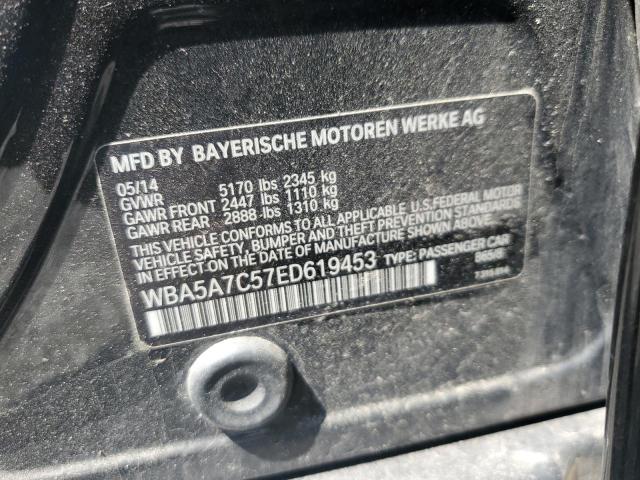 MFD BY BAYERISCHE MOTOREN WERKE AG
05/14 5170 lbs 2345 kg
GVWR
GAWR FRONT 2447 lbs 1110 kg
GAWR REAR 2888 lbs 1310 kg
THIS VEHICLE CONFORMS TO ALL APPLICABLE U.S. FEDERAL MOTOR
VEHICLE SAFETY, BUMPER AND THEFT PREVENTION STANDARDS
IN EFFECT ON THE DATE OF MANUFACTURE SHOWN ABOVE.
WBA5A7C57ED619453 TYPE: PASSENGER CAR